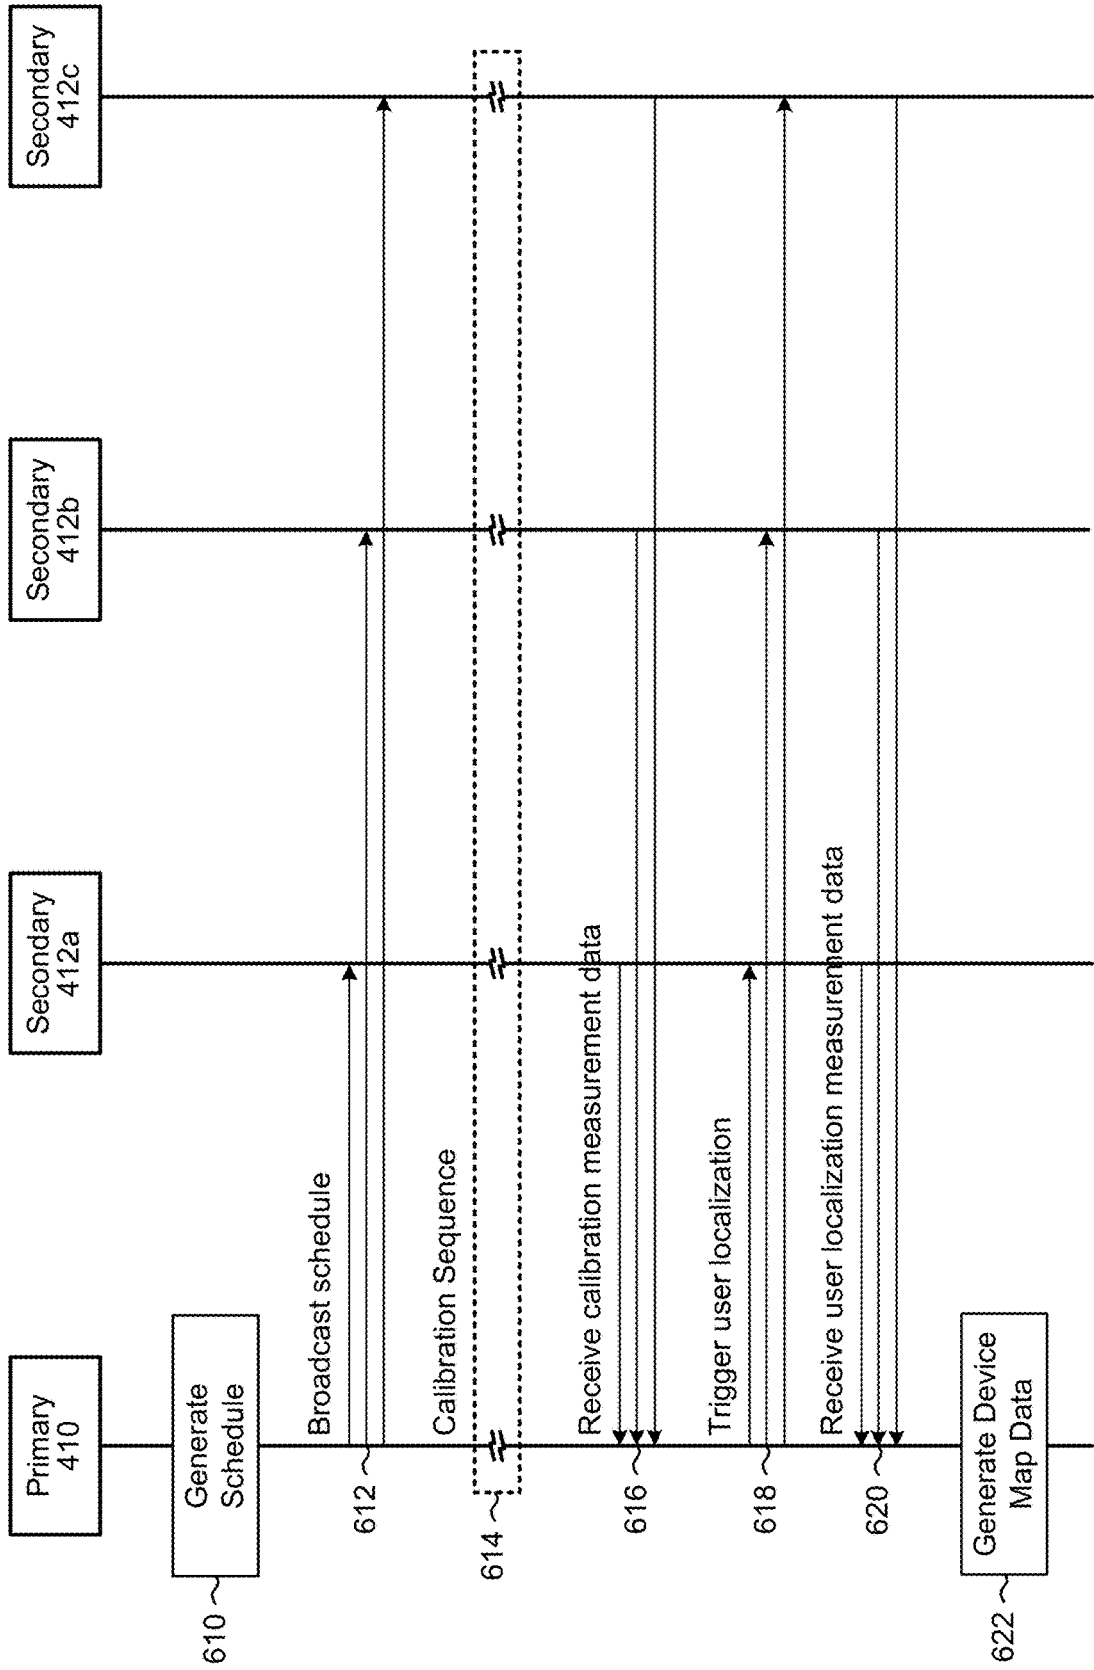 Primary
410
Secondary
412a
Secondary
412b
Secondary
412c
610
Generate
Schedule
Broadcast schedule
612
Calibration Sequence
614
Receive calibration measurement data
616
Trigger user localization
618
Receive user localization measurement data
620
622
Generate Device
Map Data